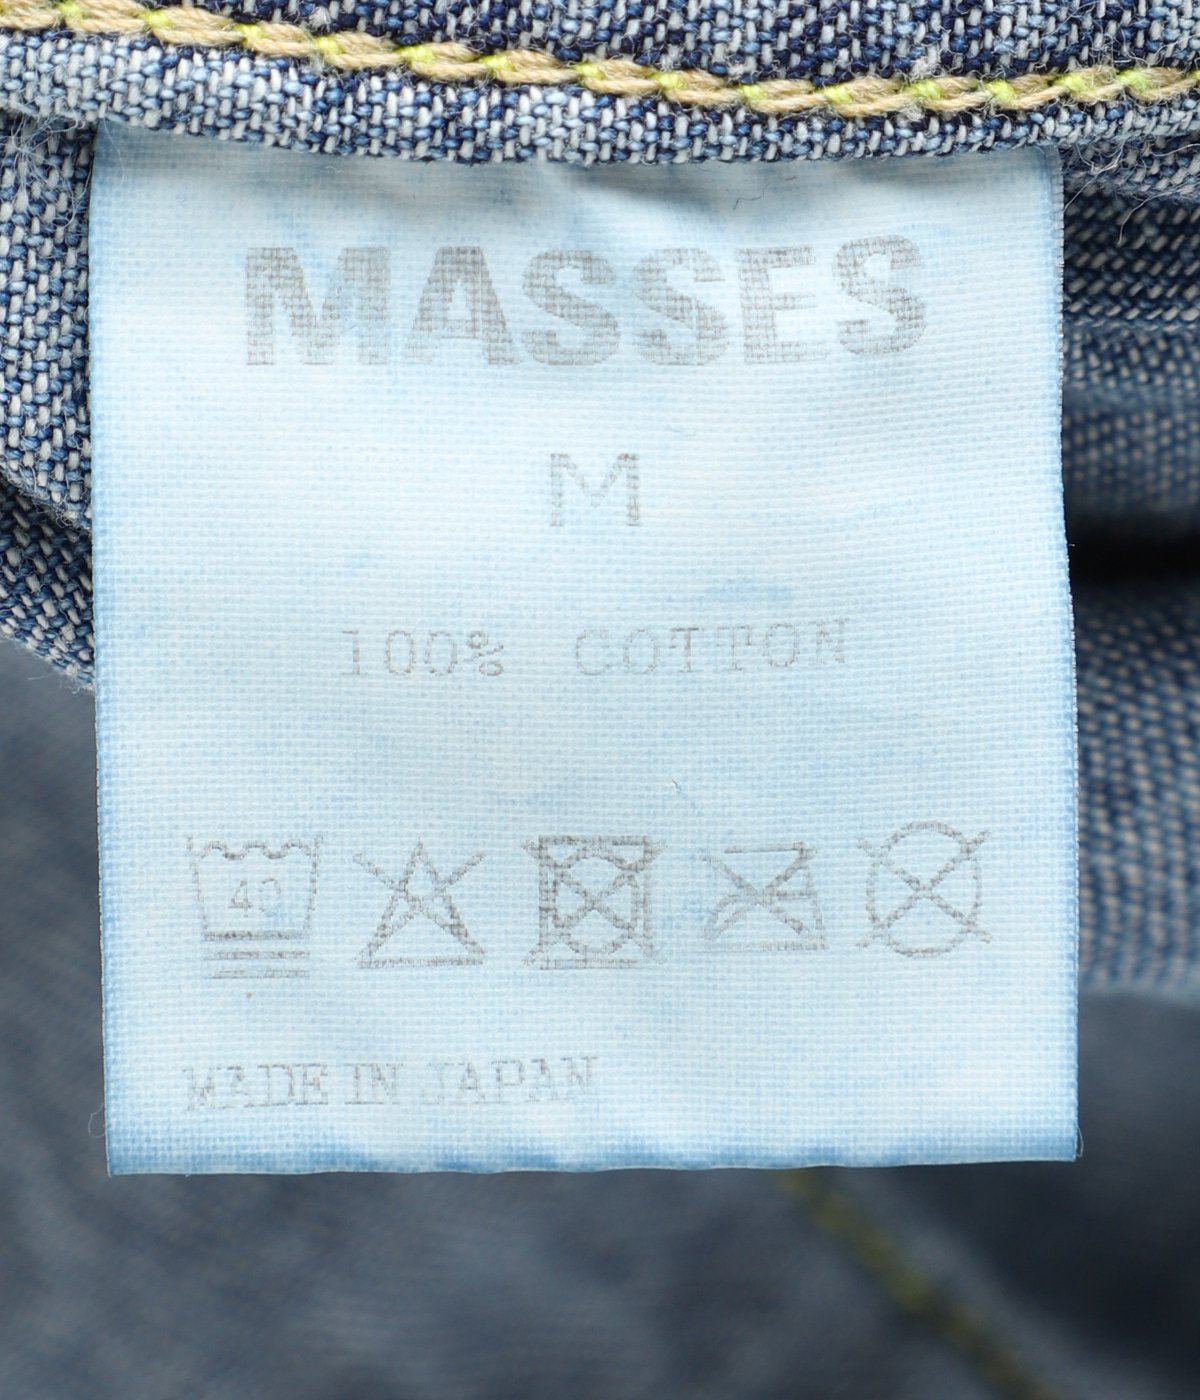 MASSES
M
100% COTTON
40
MADE IN JAPAN